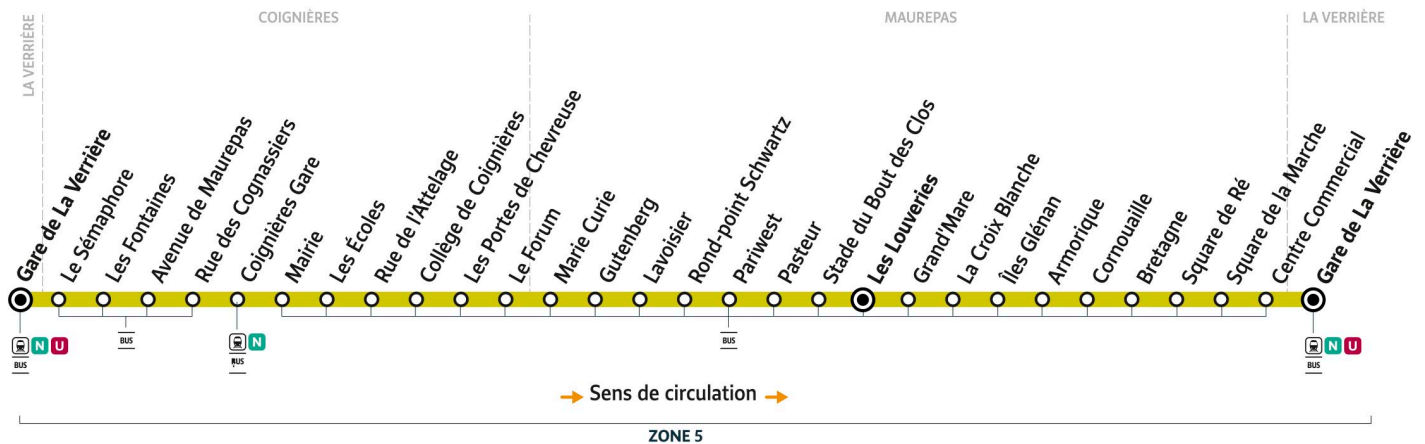 LA VERRIÈRE
COIGNIÈRES
MAUREPAS
LA VERRIÈRE
Gare de La Verrière
Le Sémaphore
Les Fontaines
Avenue de Maurepas
Rue des Cognassiers
Coignières Gare
Mairie
Les Écoles
Rue de l'Attelage
Collège de Coignières
Les Portes de Chevreuse
Le Forum
Marie Curie
Gutenberg
Lavoisier
Rond-point Schwartz
Pariwest
Pasteur
Stade du Bout des Clos
Les Louveries
Grand'Mare
La Croix Blanche
Îles Glénan
Armorique
Cornouaille
Bretagne
Square de Ré
Square de la Marche
Centre Commercial
Gare de La Verrière
N U
BUS
BUS
N
BUS
BUS
N U
BUS
Sens de circulation
ZONE 5